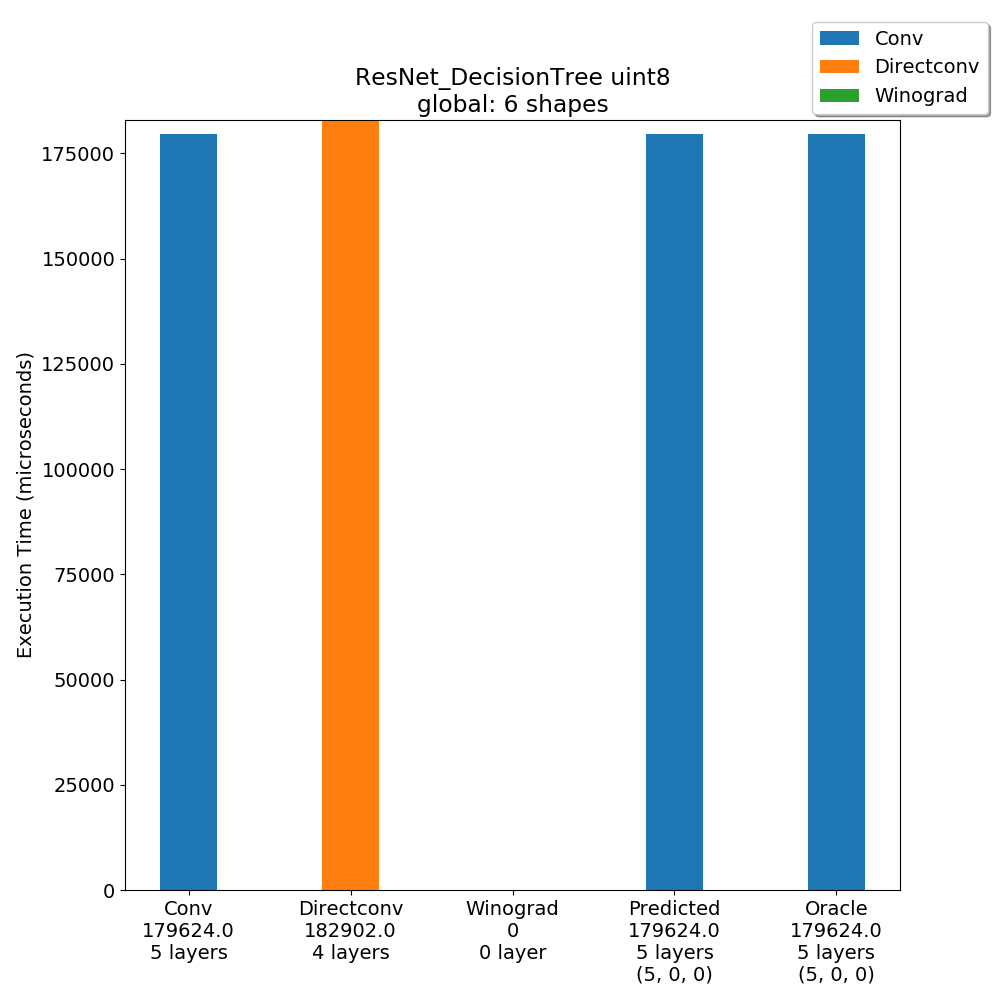 Conv
Directconv
Winograd
ResNet_DecisionTree uint8
global: 6 shapes
Execution Time (microseconds)
175000
150000
125000
100000
75000
50000
25000
0
Conv
179624.0
5 layers
Directconv
182902.0
4 layers
Winograd
0
0 layer
Predicted
179624.0
5 layers
(5, 0, 0)
Oracle
179624.0
5 layers
(5, 0, 0)